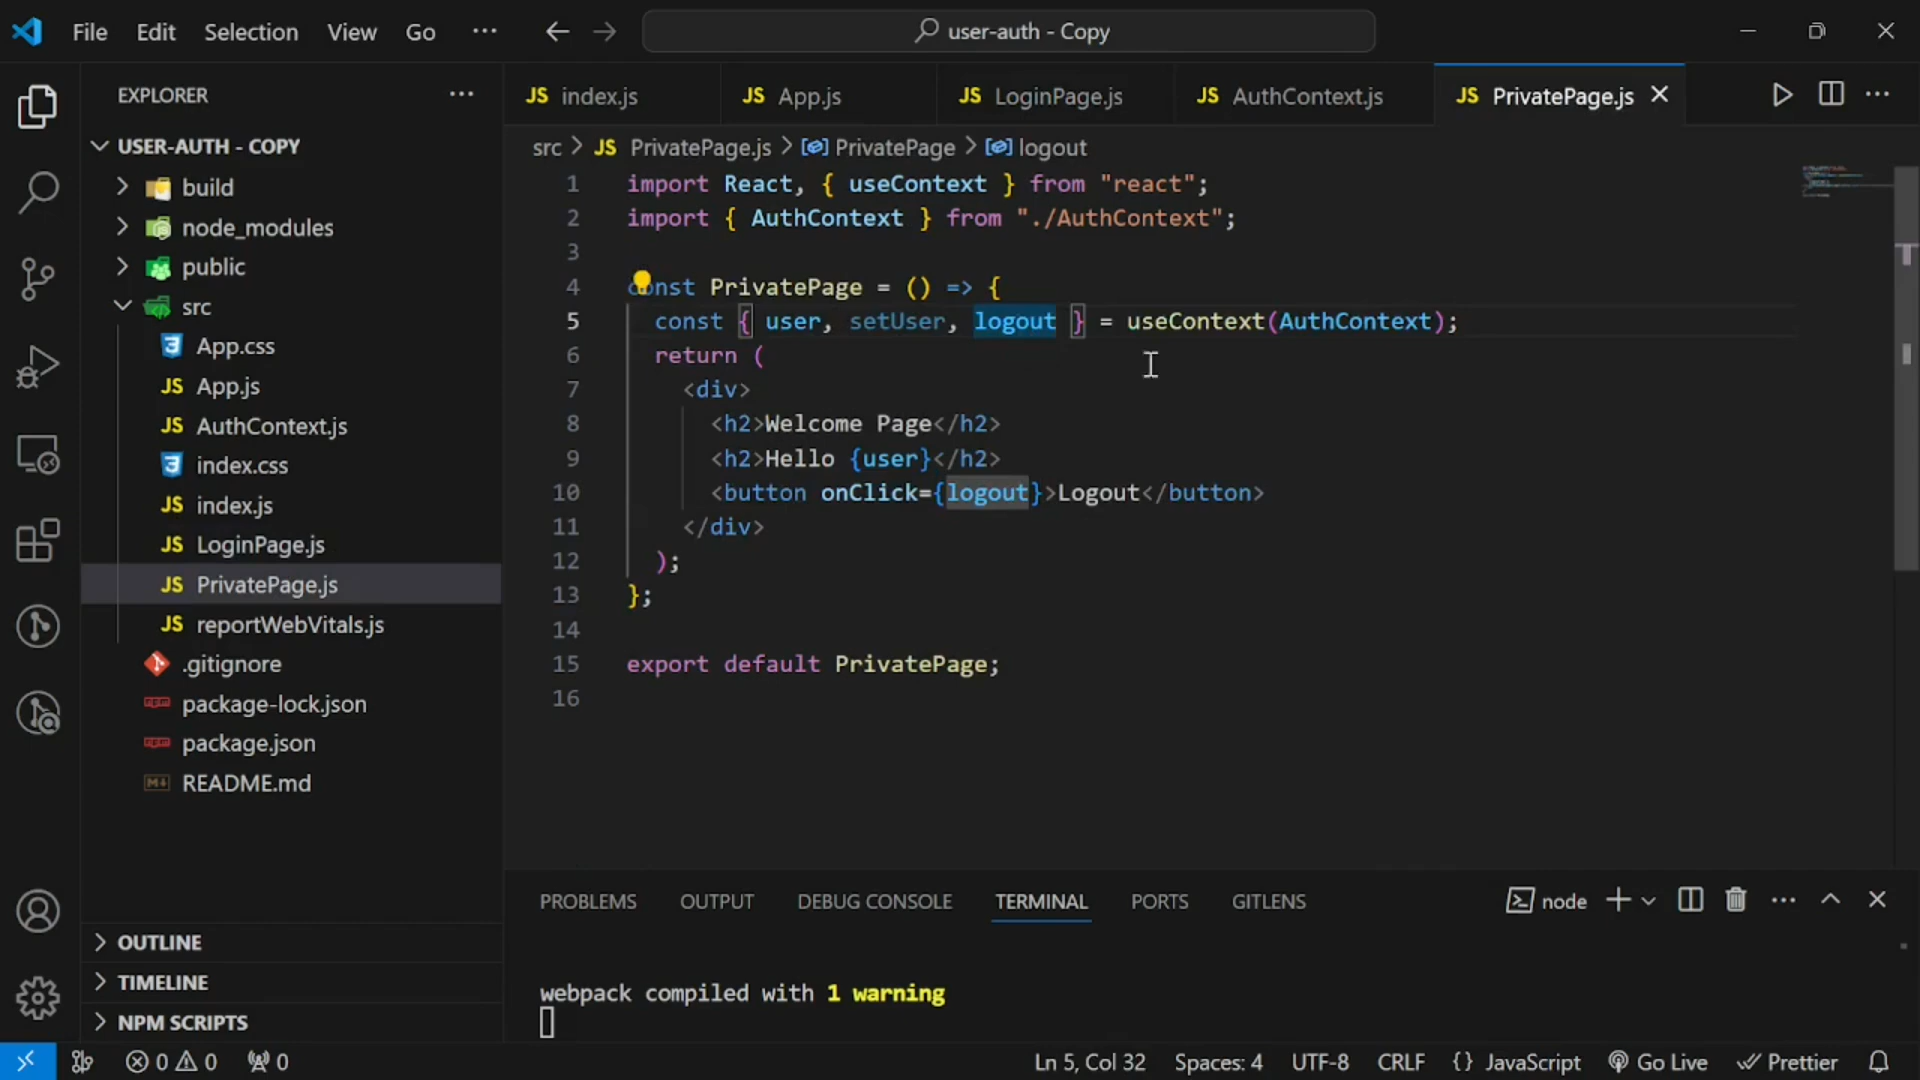 File Edit Selection View Go ··· user-auth - Copy
EXPLORER ···
USER-AUTH - COPY
build
node_modules
public
src
JS
App.css
JS App.js
JS AuthContext.js
index.css
JS index.js
JS LoginPage.js
JS PrivatePage.js
JS reportWebVitals.js
.gitignore
package-lock.json
package.json
README.md
OUTLINE
TIMELINE
NPM SCRIPTS
JS index.js JS App.js JS LoginPage.js JS AuthContext.js JS PrivatePage.js
src > JS PrivatePage.js > PrivatePage > logout
1 import React, { useContext } from "react";
2 import { AuthContext } from "./AuthContext";
3
4 const PrivatePage = () => {
5 const { user, setUser, logout } = useContext(AuthContext);
6 return (
7 <div>
8 <h2>Welcome Page</h2>
9 <h2>Hello {user}</h2>
10 <button onClick={logout}>Logout</button>
11 </div>
12 );
13 };
14
15 export default PrivatePage;
16
PROBLEMS OUTPUT DEBUG CONSOLE TERMINAL PORTS GITLENS node
webpack compiled with 1 warning
0 0 0 Ln 5, Col 32 Spaces: 4 UTF-8 CRLF {} JavaScript Go Live Prettier